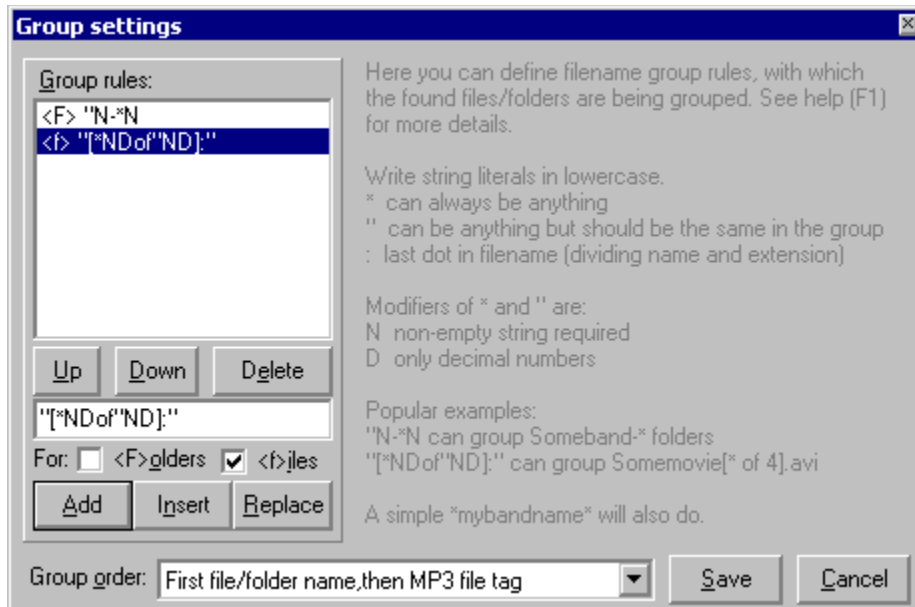 Group settings
Group rules:
<F> "N-*N
<f> "[*NDof"ND]:"
Up Down Delete
"[*NDof"ND]:"
For: <F>olders <f>iles
Add Insert Replace
Here you can define filename group rules, with which
the found files/folders are being grouped. See help (F1)
for more details.
Write string literals in lowercase.
* can always be anything
" can be anything but should be the same in the group
: last dot in filename (dividing name and extension)
Modifiers of * and " are:
N non-empty string required
D only decimal numbers
Popular examples:
"N-*N can group Someband-* folders
"[*NDof"ND]:" can group Somemovie[* of 4].avi
A simple *mybandname* will also do.
Group order: First file/folder name,then MP3 file tag Save Cancel